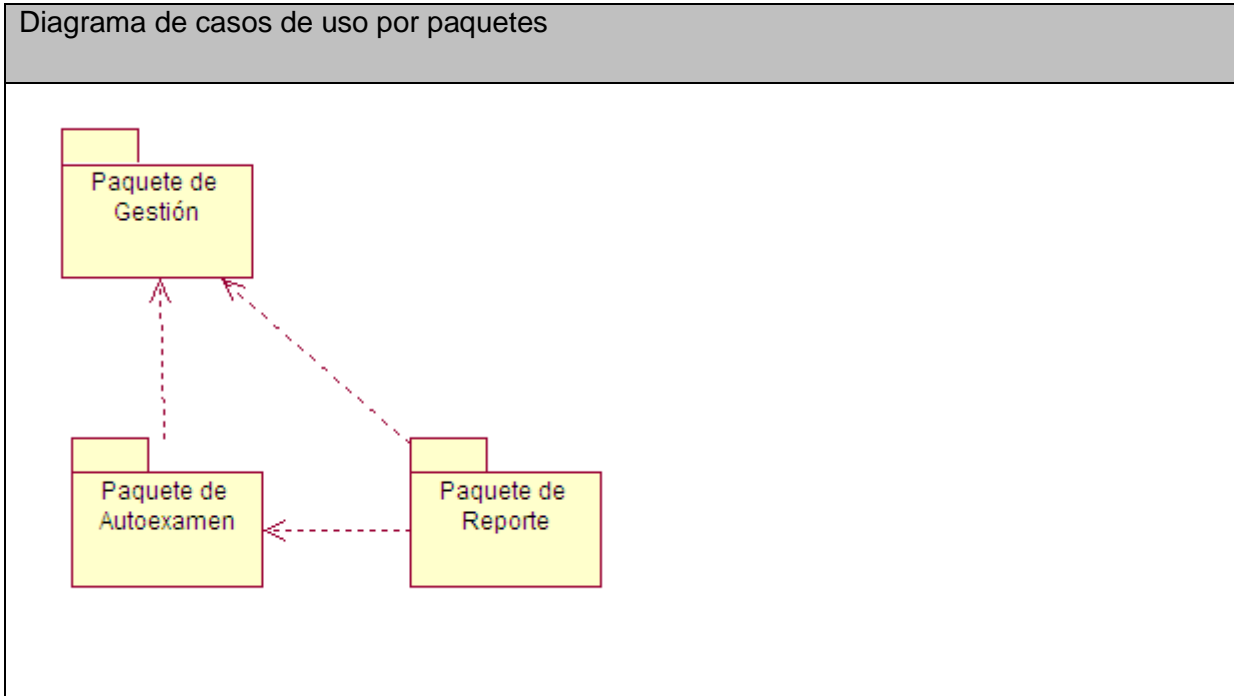 Diagrama de casos de uso por paquetes
Paquete de
Gestión
Paquete de
Autoexamen
Paquete de
Reporte